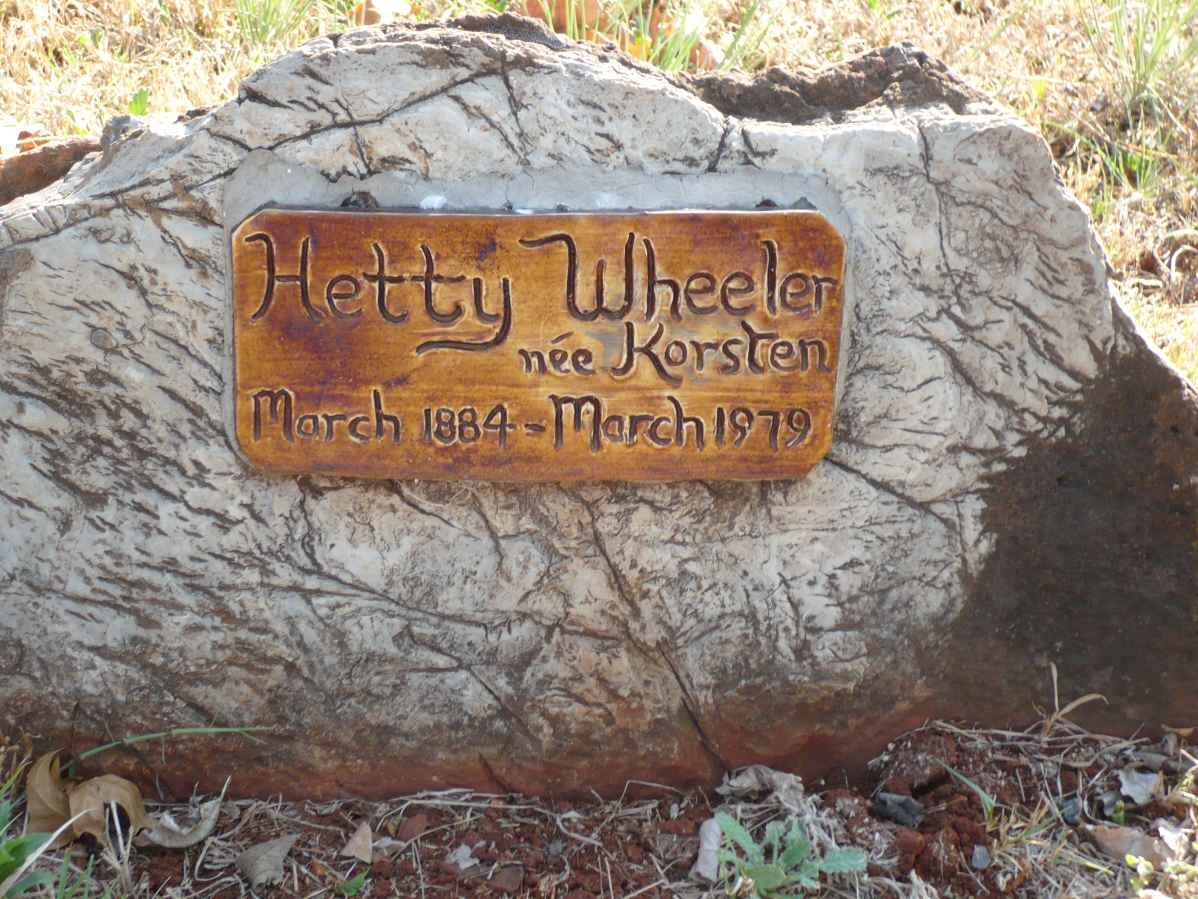 Hetty Wheeler
née Korsten
March 1884 - March 1979